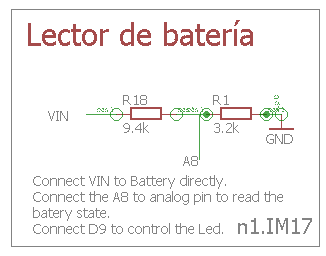 Lector de batería
R18
R1
VIN
9.4k
3.2k
GND
A8
Connect VIN to Battery directly.
Connect the A8 to analog pin to read the
batery state.
Connect D9 to control the Led.
n1.IM17